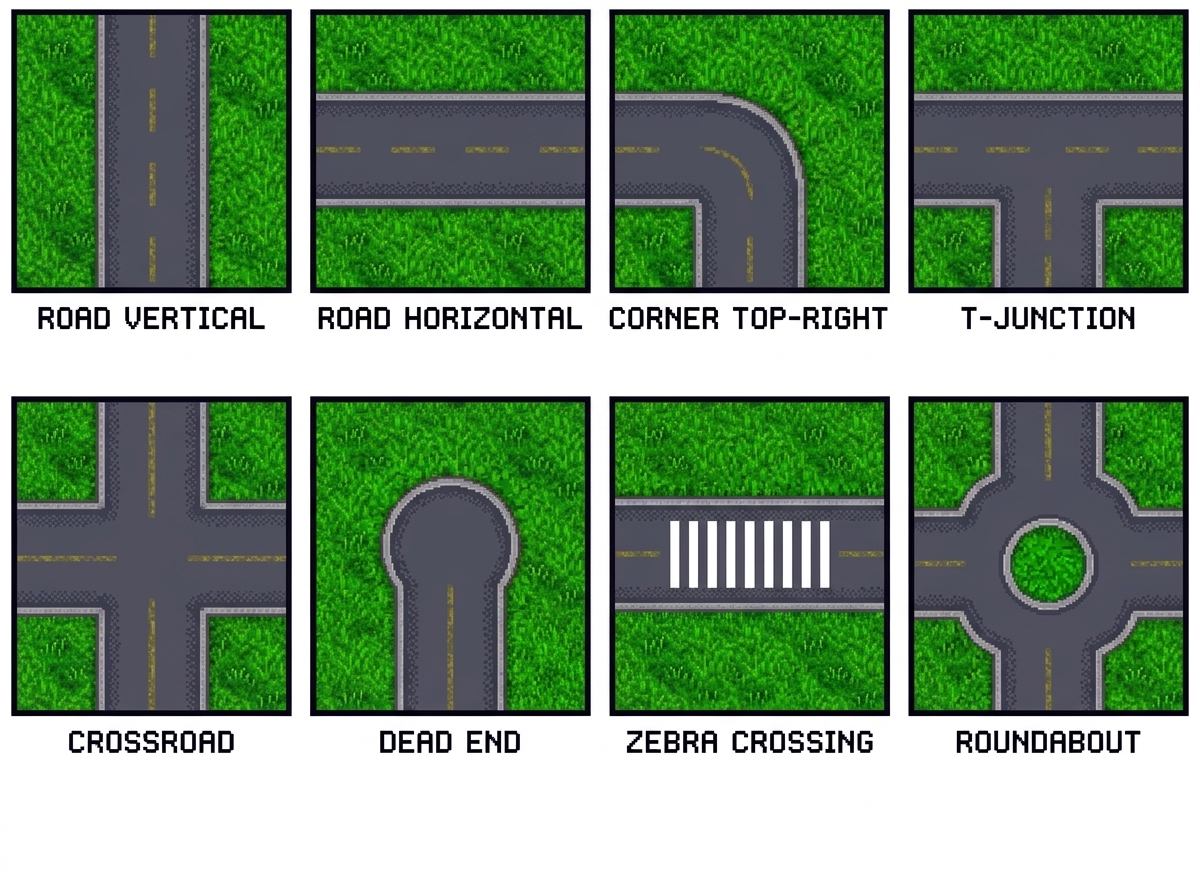 ROAD VERTICAL
ROAD HORIZONTAL
CORNER TOP-RIGHT
T-JUNCTION
CROSSROAD
DEAD END
ZEBRA CROSSING
ROUNDABOUT